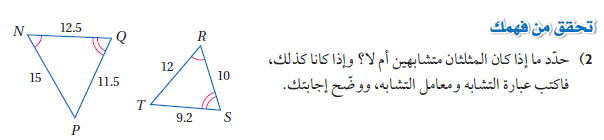 تحقق من فهمك
2) حدّد ما إذا كان المثلثان متشابهين أم لا؟ وإذا كانا كذلك،
فاكتب عبارة التشابه ومعامل التشابه، ووضّح إجابتك.
N 12.5 Q
15 11.5
P
R
12 10
T 9.2 S